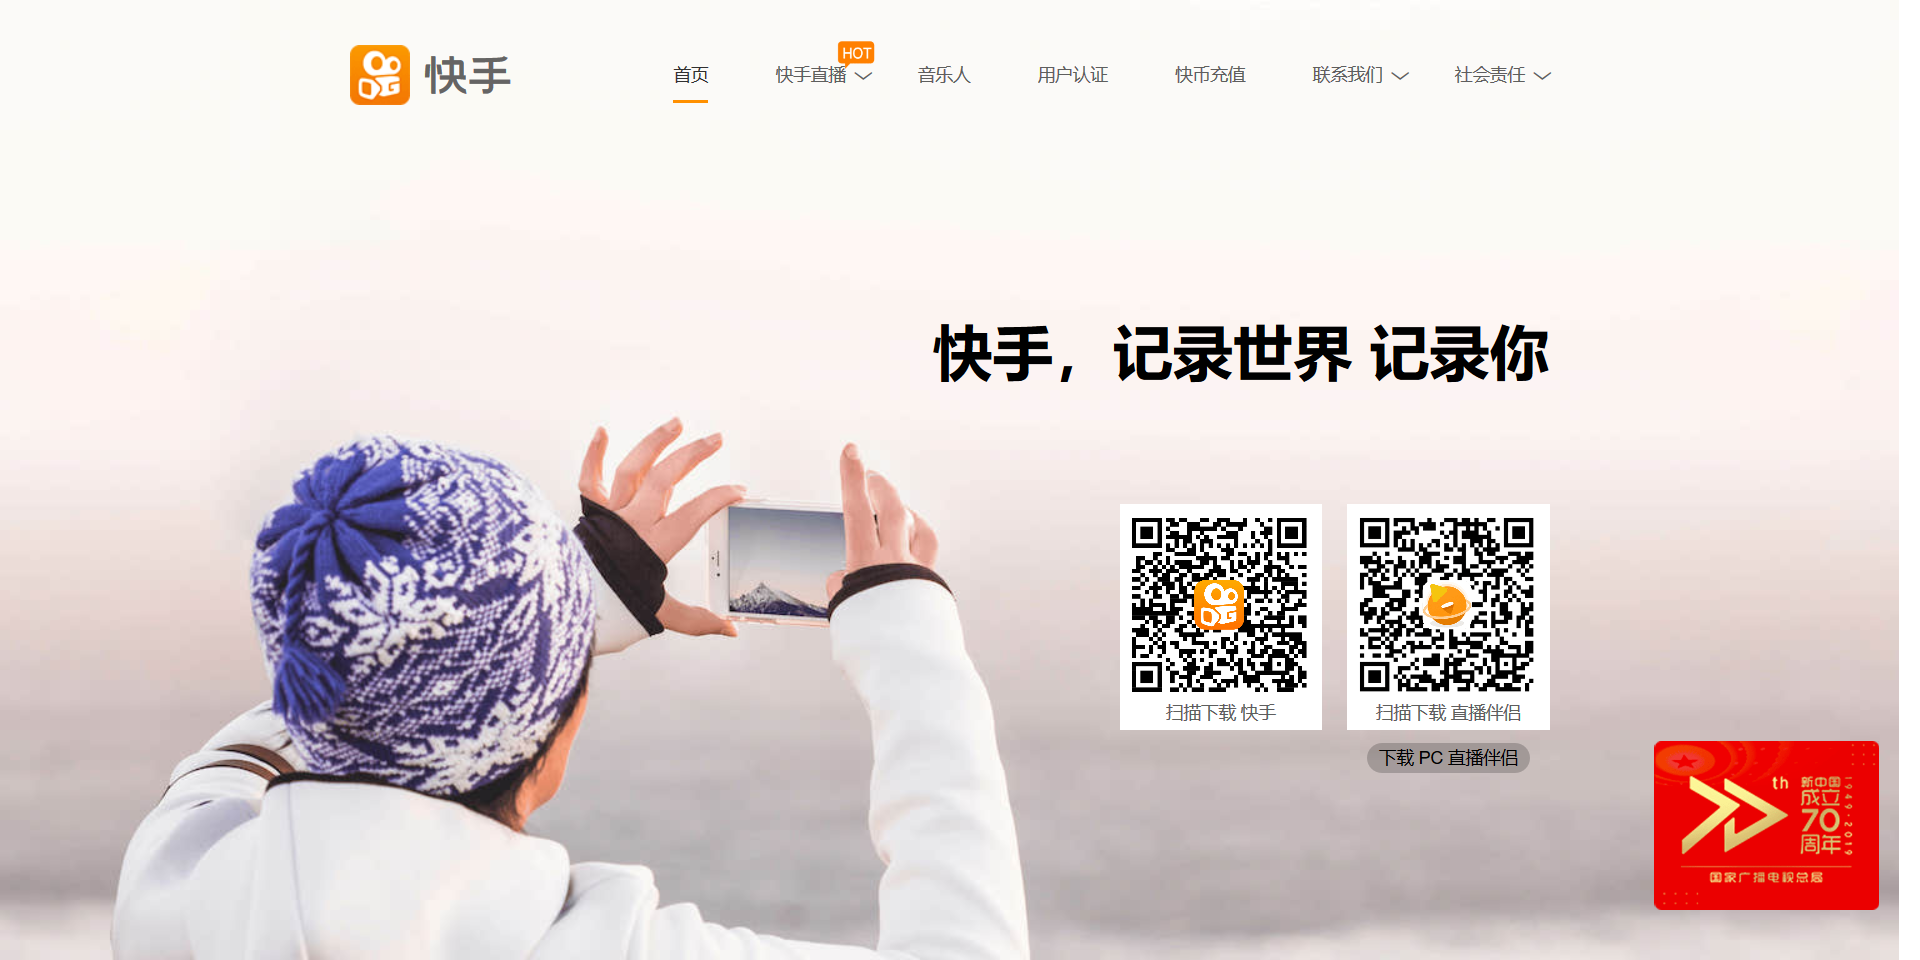 快手
首页
快手直播
HOT
音乐人
用户认证
快币充值
联系我们
社会责任
快手，记录世界 记录你
扫描下载 快手
扫描下载 直播伴侣
下载 PC 直播伴侣
th
新中国
成立
70
周年
1949-2019
国家广播电视总局